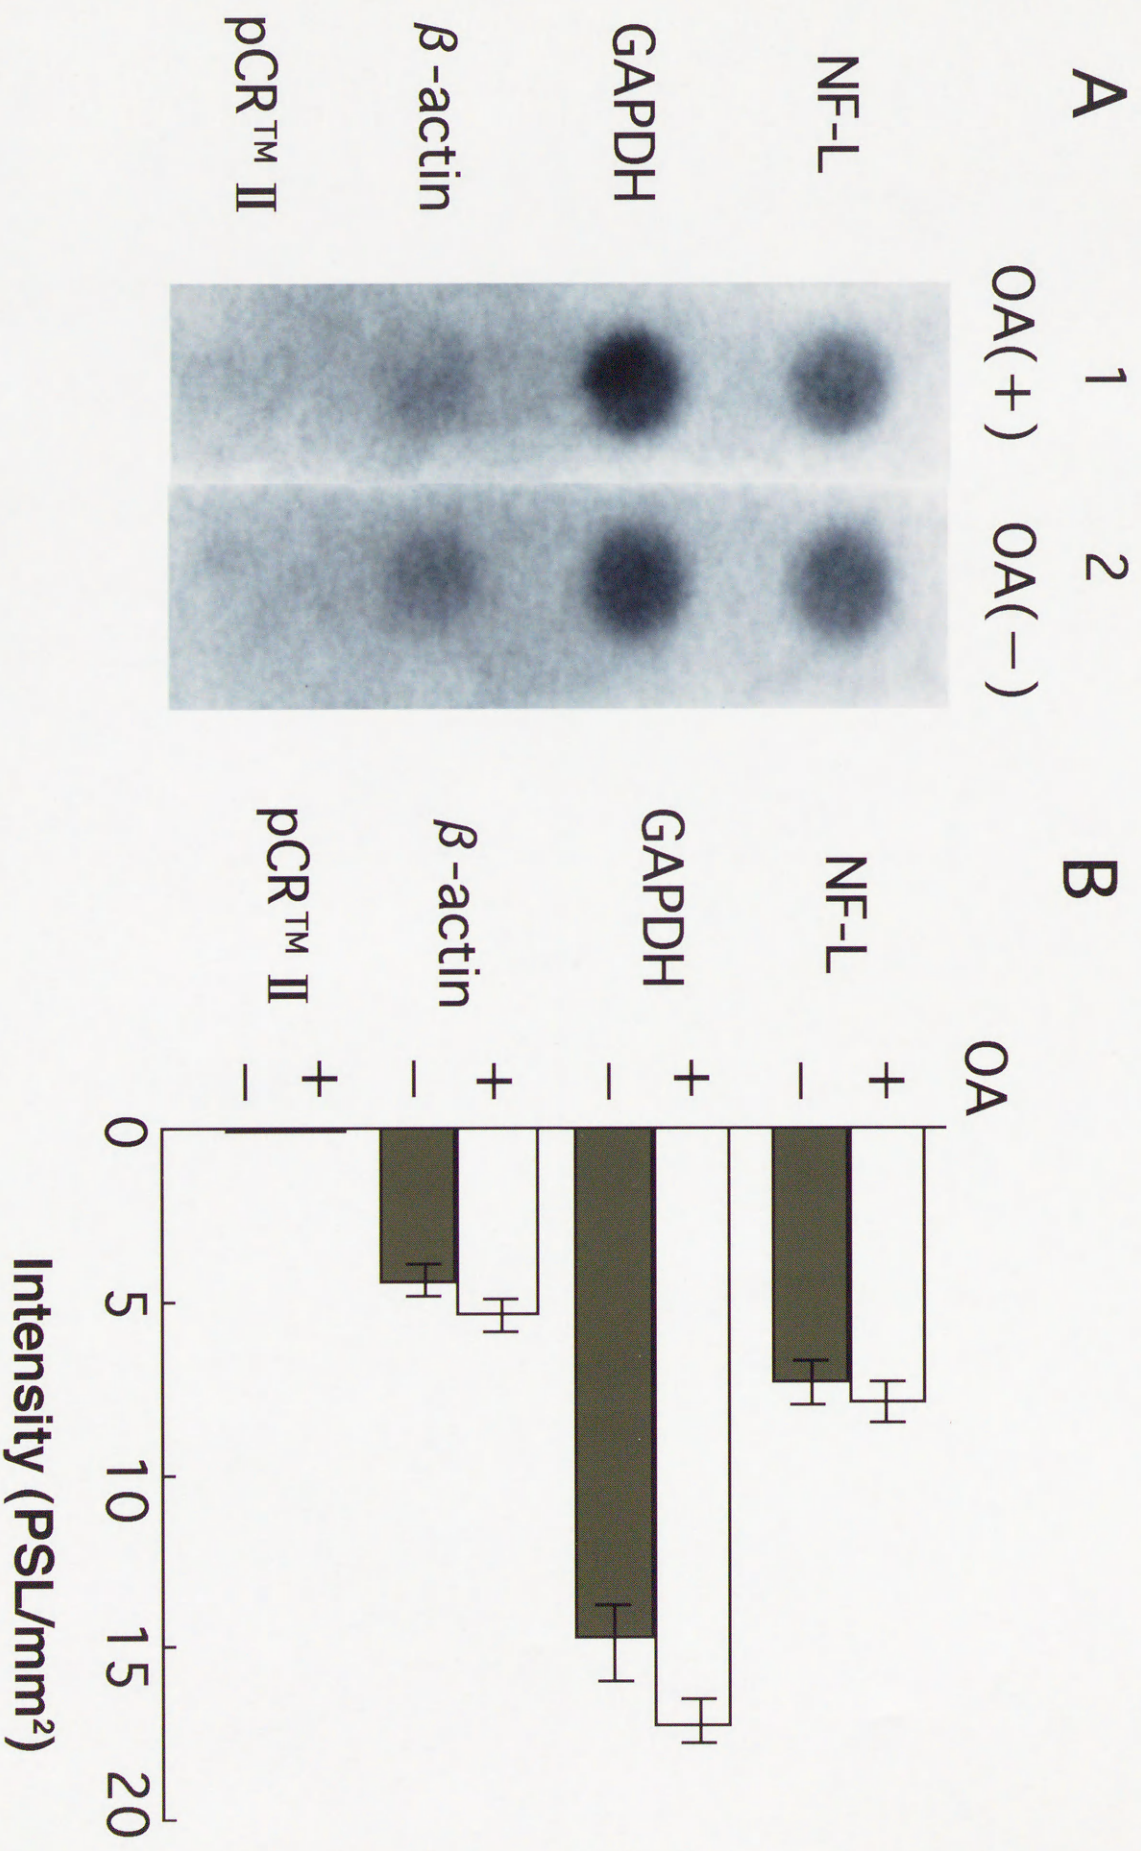 A
1 2
OA(+) OA(−)
NF-L
GAPDH
β-actin
pCR™ II
B
OA
NF-L + −
GAPDH + −
β-actin + −
pCR™ II + −
0 5 10 15 20
Intensity (PSL/mm²)